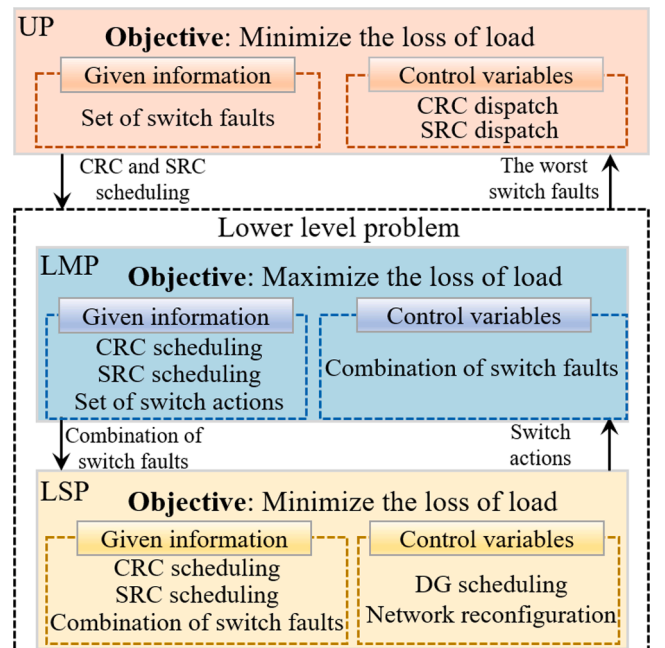 UP
Objective: Minimize the loss of load
Given information
Set of switch faults
Control variables
CRC dispatch
SRC dispatch
CRC and SRC
scheduling
The worst
switch faults
Lower level problem
LMP
Objective: Maximize the loss of load
Given information
CRC scheduling
SRC scheduling
Set of switch actions
Control variables
Combination of switch faults
Combination of
switch faults
Switch
actions
LSP
Objective: Minimize the loss of load
Given information
CRC scheduling
SRC scheduling
Combination of switch faults
Control variables
DG scheduling
Network reconfiguration